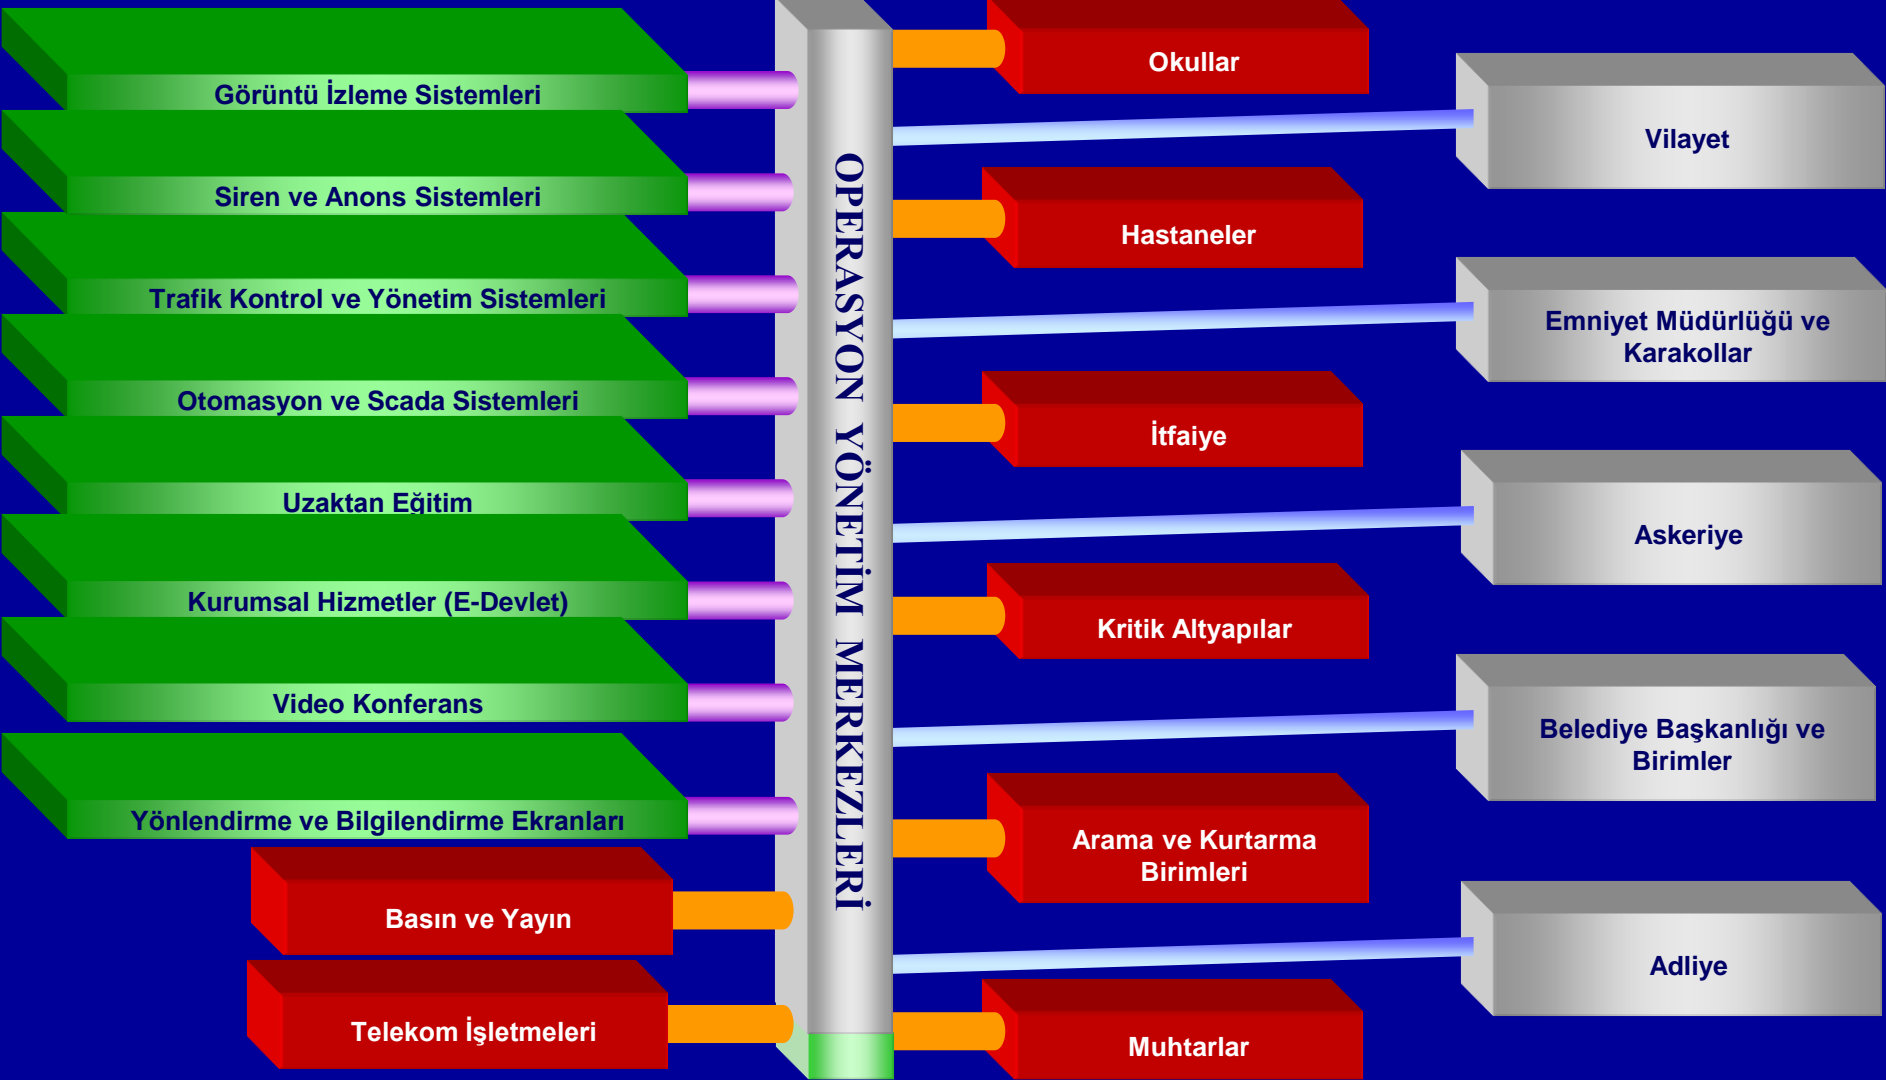 Görüntü İzleme Sistemleri
Siren ve Anons Sistemleri
Trafik Kontrol ve Yönetim Sistemleri
Otomasyon ve Scada Sistemleri
Uzaktan Eğitim
Kurumsal Hizmetler (E-Devlet)
Video Konferans
Yönlendirme ve Bilgilendirme Ekranları
Basın ve Yayın
Telekom İşletmeleri
OPERASYON YÖNETİM MERKEZLERİ
Okullar
Hastaneler
İtfaiye
Kritik Altyapılar
Arama ve Kurtarma
Birimleri
Muhtarlar
Vilayet
Emniyet Müdürlüğü ve
Karakollar
Askeriye
Belediye Başkanlığı ve
Birimler
Adliye